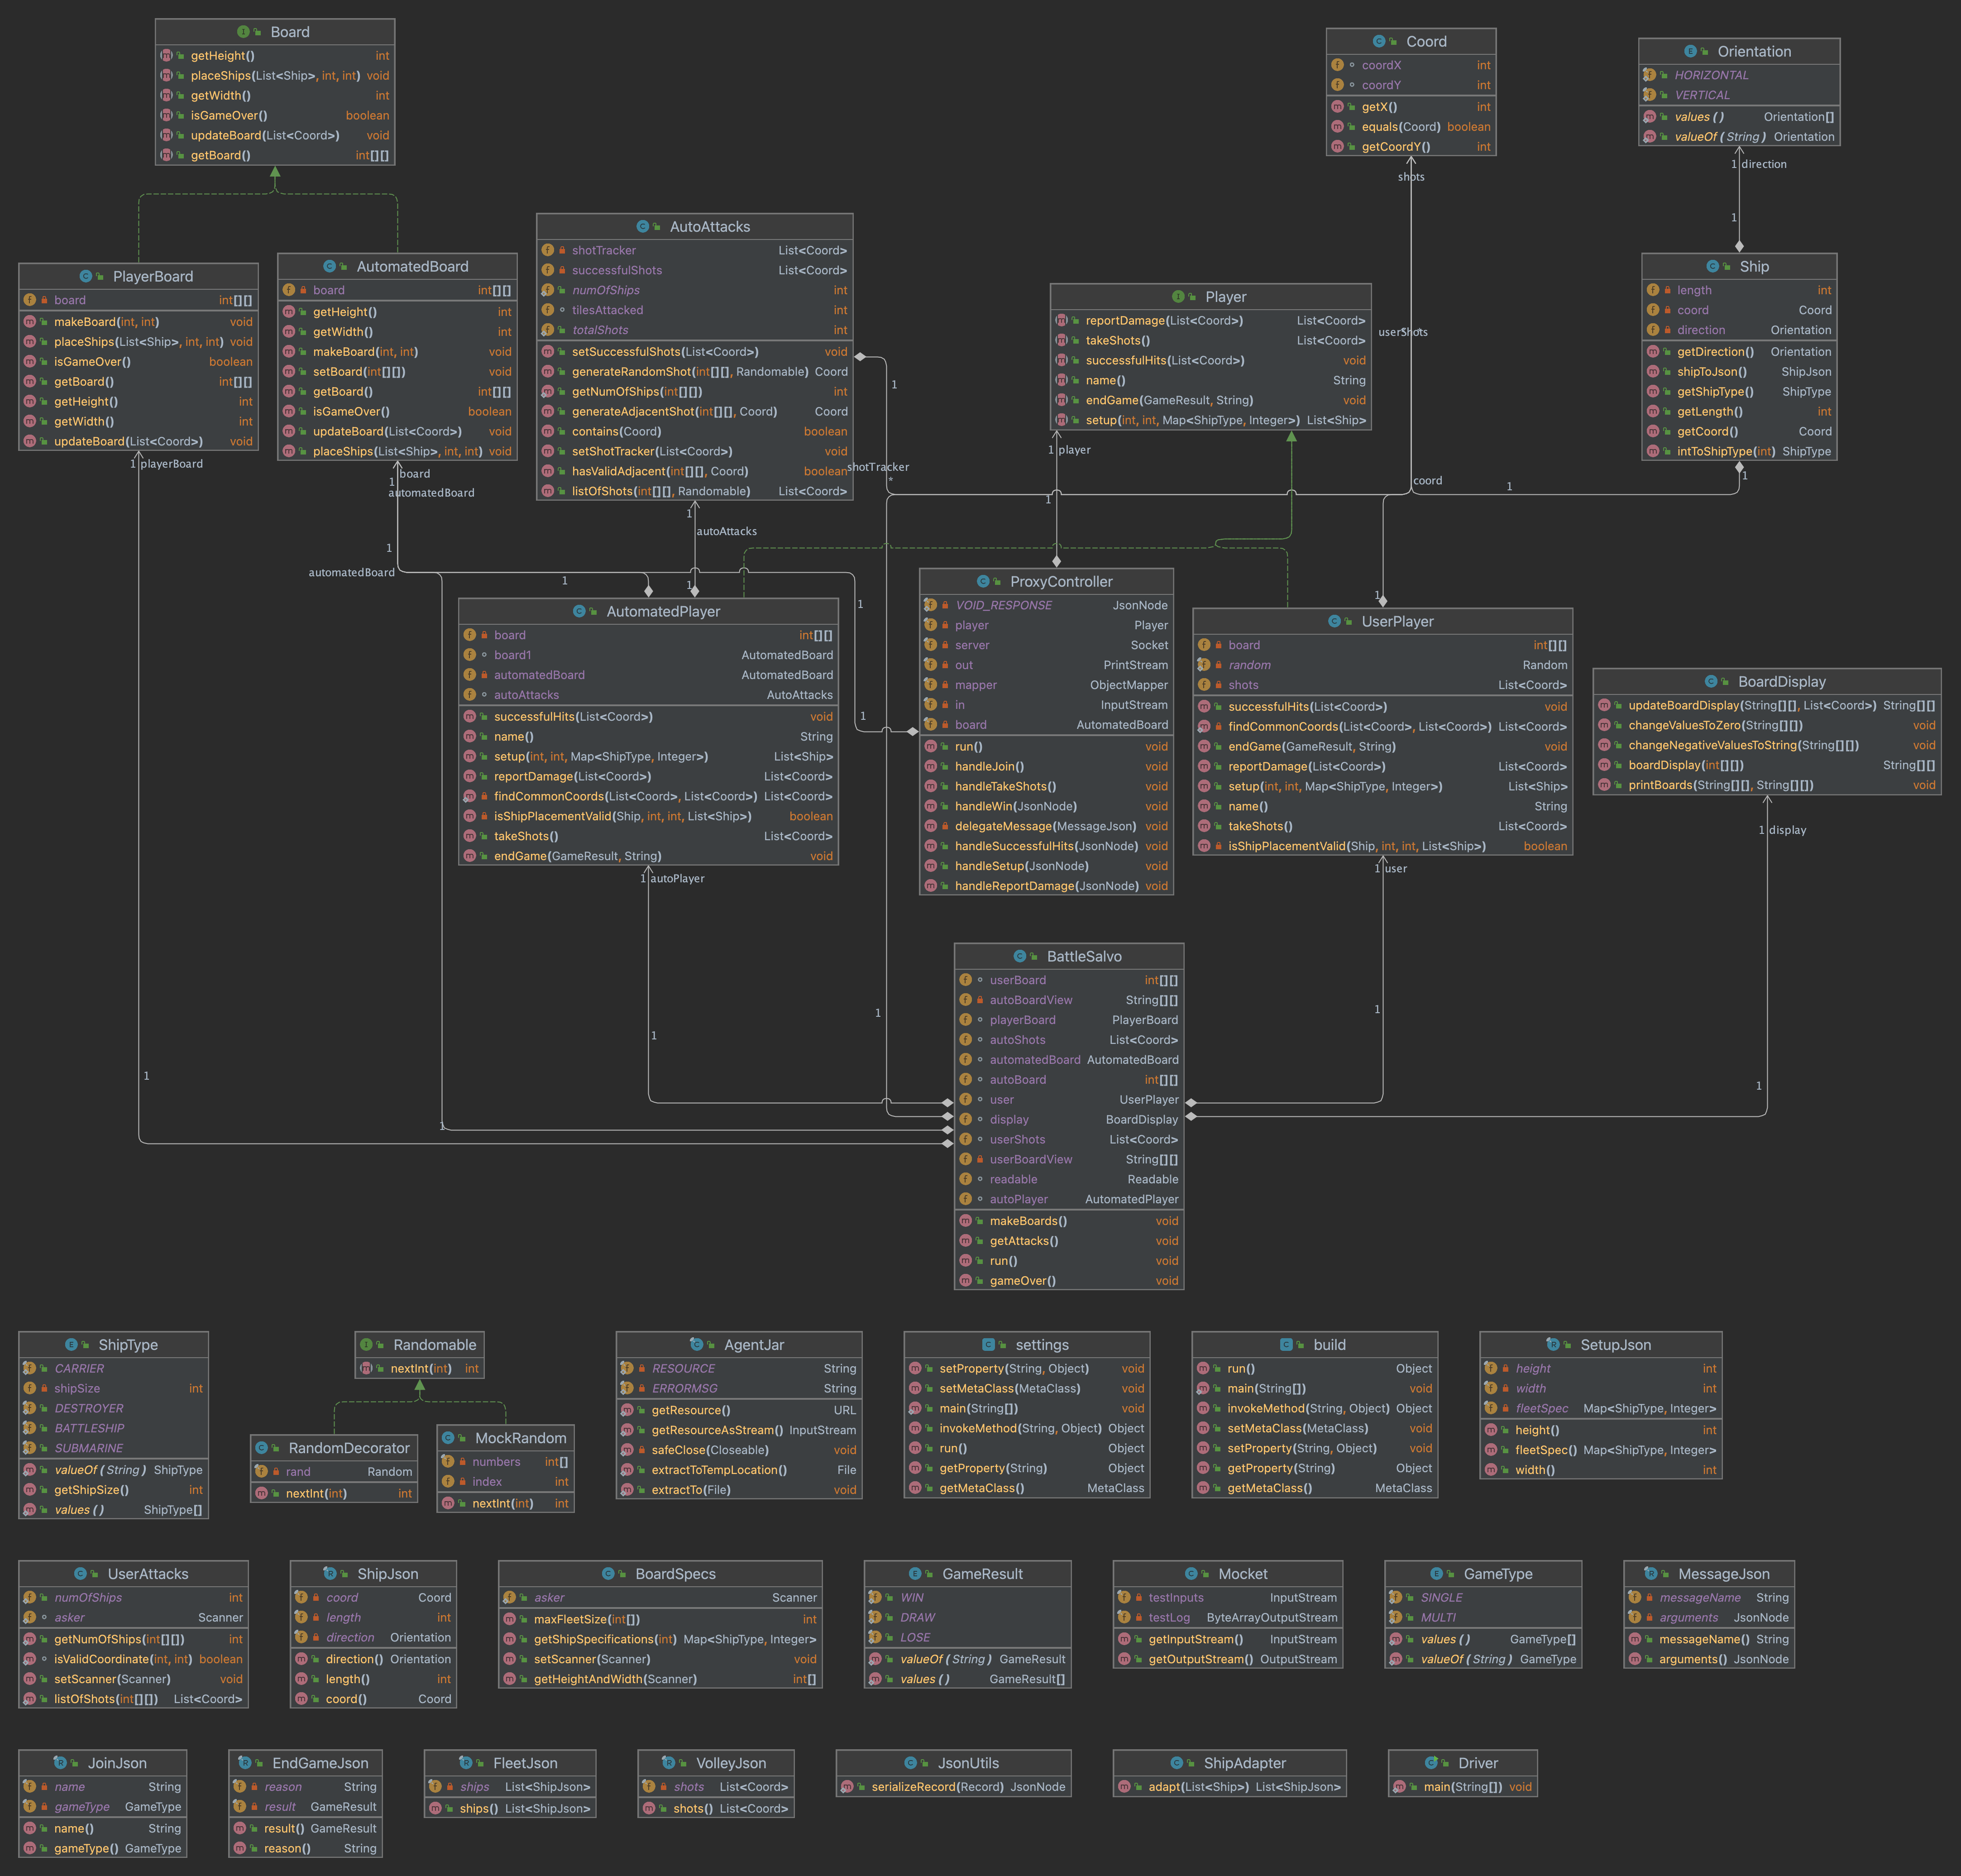 Board
getHeight() int
placeShips(List<Ship>, int, int) void
getWidth() int
isGameOver() boolean
updateBoard(List<Coord>) void
getBoard() int[][]
Coord
coordX int
coordY int
getX() int
equals(Coord) boolean
getCoordY() int
shots
Orientation
HORIZONTAL
VERTICAL
values() Orientation[]
valueOf(String) Orientation
1 direction
1
PlayerBoard
board int[][]
makeBoard(int, int) void
placeShips(List<Ship>, int, int) void
isGameOver() boolean
getBoard() int[][]
getHeight() int
getWidth() int
updateBoard(List<Coord>) void
1 playerBoard
AutomatedBoard
board int[][]
getHeight() int
getWidth() int
makeBoard(int, int) void
setBoard(int[][]) void
getBoard() int[][]
isGameOver() boolean
updateBoard(List<Coord>) void
placeShips(List<Ship>, int, int) void
board
1
automatedBoard
1
automatedBoard
AutoAttacks
shotTracker List<Coord>
successfulShots List<Coord>
numOfShips int
tilesAttacked int
totalShots int
setSuccessfulShots(List<Coord>) void
generateRandomShot(int[][], Randomable) Coord
getNumOfShips(int[][]) int
generateAdjacentShot(int[][], Coord) Coord
contains(Coord) boolean
setShotTracker(List<Coord>) void
hasValidAdjacent(int[][], Coord) boolean
listOfShots(int[][], Randomable) List<Coord>
1
shotTracker
*
1
autoAttacks
1
1
Player
reportDamage(List<Coord>) List<Coord>
takeShots() List<Coord>
successfulHits(List<Coord>) void
name() String
endGame(GameResult, String) void
setup(int, int, Map<ShipType, Integer>) List<Ship>
userShots
1 player
1
coord
1
Ship
length int
coord Coord
direction Orientation
getDirection() Orientation
shipToJson() ShipJson
getShipType() ShipType
getLength() int
getCoord() Coord
intToShipType(int) ShipType
1
AutomatedPlayer
board int[][]
board1 AutomatedBoard
automatedBoard AutomatedBoard
autoAttacks AutoAttacks
successfulHits(List<Coord>) void
name() String
setup(int, int, Map<ShipType, Integer>) List<Ship>
reportDamage(List<Coord>) List<Coord>
findCommonCoords(List<Coord>, List<Coord>) List<Coord>
isShipPlacementValid(Ship, int, int, List<Ship>) boolean
takeShots() List<Coord>
endGame(GameResult, String) void
1 autoPlayer
1
1
1
ProxyController
VOID_RESPONSE JsonNode
player Player
server Socket
out PrintStream
mapper ObjectMapper
in InputStream
board AutomatedBoard
run() void
handleJoin() void
handleTakeShots() void
handleWin(JsonNode) void
delegateMessage(MessageJson) void
handleSuccessfulHits(JsonNode) void
handleSetup(JsonNode) void
handleReportDamage(JsonNode) void
1
UserPlayer
board int[][]
random Random
shots List<Coord>
successfulHits(List<Coord>) void
findCommonCoords(List<Coord>, List<Coord>) List<Coord>
endGame(GameResult, String) void
reportDamage(List<Coord>) List<Coord>
setup(int, int, Map<ShipType, Integer>) List<Ship>
name() String
takeShots() List<Coord>
isShipPlacementValid(Ship, int, int, List<Ship>) boolean
1 user
1
BoardDisplay
updateBoardDisplay(String[][], List<Coord>) String[][]
changeValuesToZero(String[][]) void
changeNegativeValuesToString(String[][]) void
boardDisplay(int[][]) String[][]
printBoards(String[][], String[][]) void
1 display
1
1
1
1
BattleSalvo
userBoard int[][]
autoBoardView String[][]
playerBoard PlayerBoard
autoShots List<Coord>
automatedBoard AutomatedBoard
autoBoard int[][]
user UserPlayer
display BoardDisplay
userShots List<Coord>
userBoardView String[][]
readable Readable
autoPlayer AutomatedPlayer
makeBoards() void
getAttacks() void
run() void
gameOver() void
ShipType
CARRIER
shipSize int
DESTROYER
BATTLESHIP
SUBMARINE
valueOf(String) ShipType
getShipSize() int
values() ShipType[]
Randomable
nextInt(int) int
RandomDecorator
rand Random
nextInt(int) int
MockRandom
numbers int[]
index int
nextInt(int) int
AgentJar
RESOURCE String
ERRORMSG String
getResource() URL
getResourceAsStream() InputStream
safeClose(Closeable) void
extractToTempLocation() File
extractTo(File) void
settings
setProperty(String, Object) void
setMetaClass(MetaClass) void
main(String[]) void
invokeMethod(String, Object) Object
run() Object
getProperty(String) Object
getMetaClass() MetaClass
build
run() Object
main(String[]) void
invokeMethod(String, Object) Object
setMetaClass(MetaClass) void
setProperty(String, Object) void
getProperty(String) Object
getMetaClass() MetaClass
SetupJson
height int
width int
fleetSpec Map<ShipType, Integer>
height() int
fleetSpec() Map<ShipType, Integer>
width() int
UserAttacks
numOfShips int
asker Scanner
getNumOfShips(int[][]) int
isValidCoordinate(int, int) boolean
setScanner(Scanner) void
listOfShots(int[][]) List<Coord>
ShipJson
coord Coord
length int
direction Orientation
direction() Orientation
length() int
coord() Coord
BoardSpecs
asker Scanner
maxFleetSize(int[]) int
getShipSpecifications(int) Map<ShipType, Integer>
setScanner(Scanner) void
getHeightAndWidth(Scanner) int[]
GameResult
WIN
DRAW
LOSE
valueOf(String) GameResult
values() GameResult[]
Mocket
testInputs InputStream
testLog ByteArrayOutputStream
getInputStream() InputStream
getOutputStream() OutputStream
GameType
SINGLE
MULTI
values() GameType[]
valueOf(String) GameType
MessageJson
messageName String
arguments JsonNode
messageName() String
arguments() JsonNode
JoinJson
name String
gameType GameType
name() String
gameType() GameType
EndGameJson
reason String
result GameResult
result() GameResult
reason() String
FleetJson
ships List<ShipJson>
ships() List<ShipJson>
VolleyJson
shots List<Coord>
shots() List<Coord>
JsonUtils
serializeRecord(Record) JsonNode
ShipAdapter
adapt(List<Ship>) List<ShipJson>
Driver
main(String[]) void